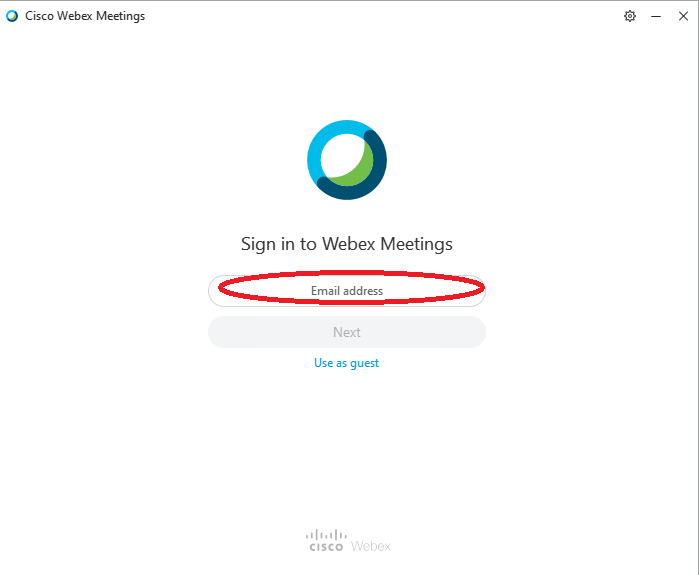 Cisco Webex Meetings
Sign in to Webex Meetings
Email address
Next
Use as guest
cisco Webex